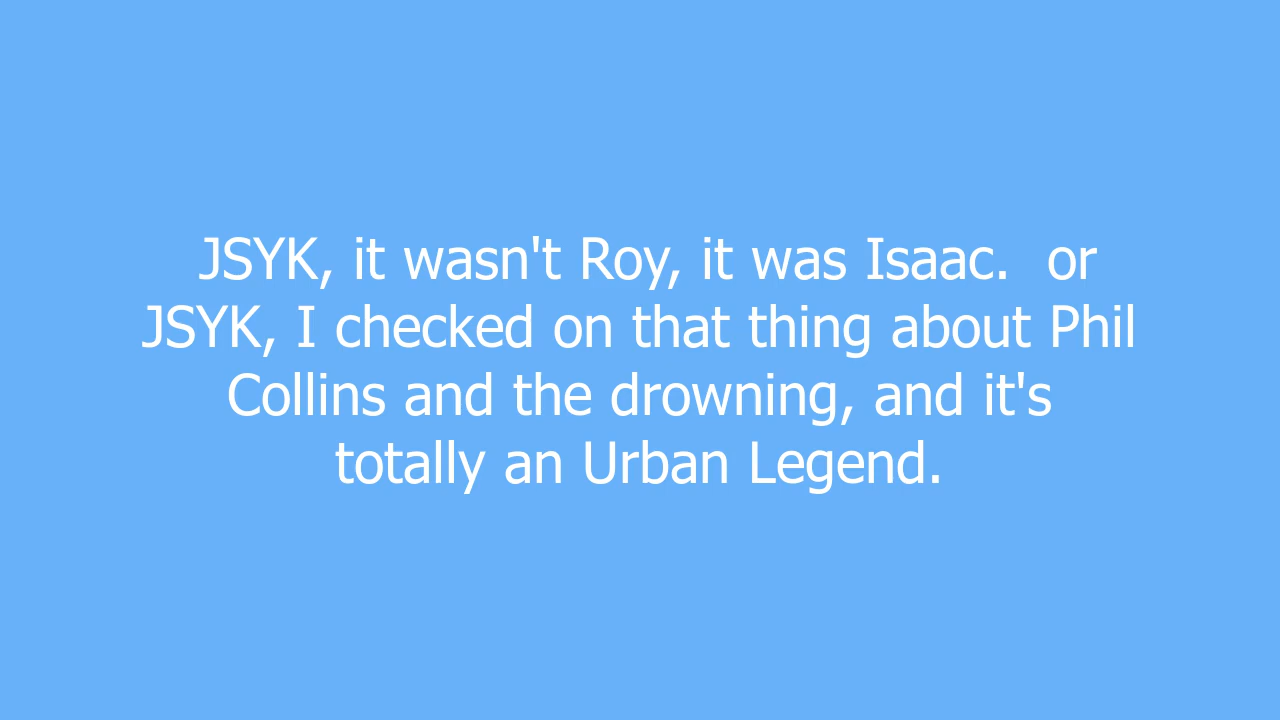 JSYK, it wasn't Roy, it was Isaac.  or
JSYK, I checked on that thing about Phil
Collins and the drowning, and it's
totally an Urban Legend.